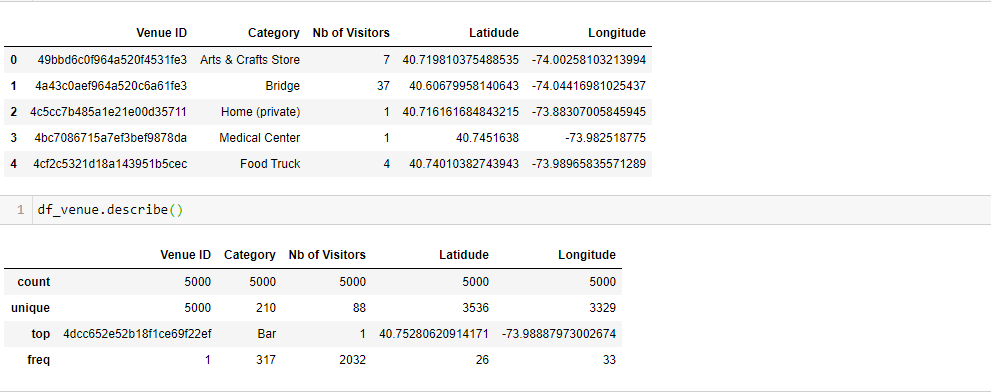 Venue ID Category Nb of Visitors Latidude Longitude
0 49bbd6c0f964a520f4531fe3 Arts & Crafts Store 7 40.719810375488535 -74.00258103213994
1 4a43c0aef964a520c6a61fe3 Bridge 37 40.60679958140643 -74.04416981025437
2 4c5cc7b485a1e21e00d35711 Home (private) 1 40.716161684843215 -73.88307005845945
3 4bc7086715a7ef3bef9878da Medical Center 1 40.7451638 -73.982518775
4 4cf2c5321d18a143951b5cec Food Truck 4 40.74010382743943 -73.98965835571289
1 df_venue.describe()
Venue ID Category Nb of Visitors Latidude Longitude
count 5000 5000 5000 5000 5000
unique 5000 210 88 3536 3329
top 4dcc652e52b18f1ce69f22ef Bar 1 40.75280620914171 -73.98887973002674
freq 1 317 2032 26 33